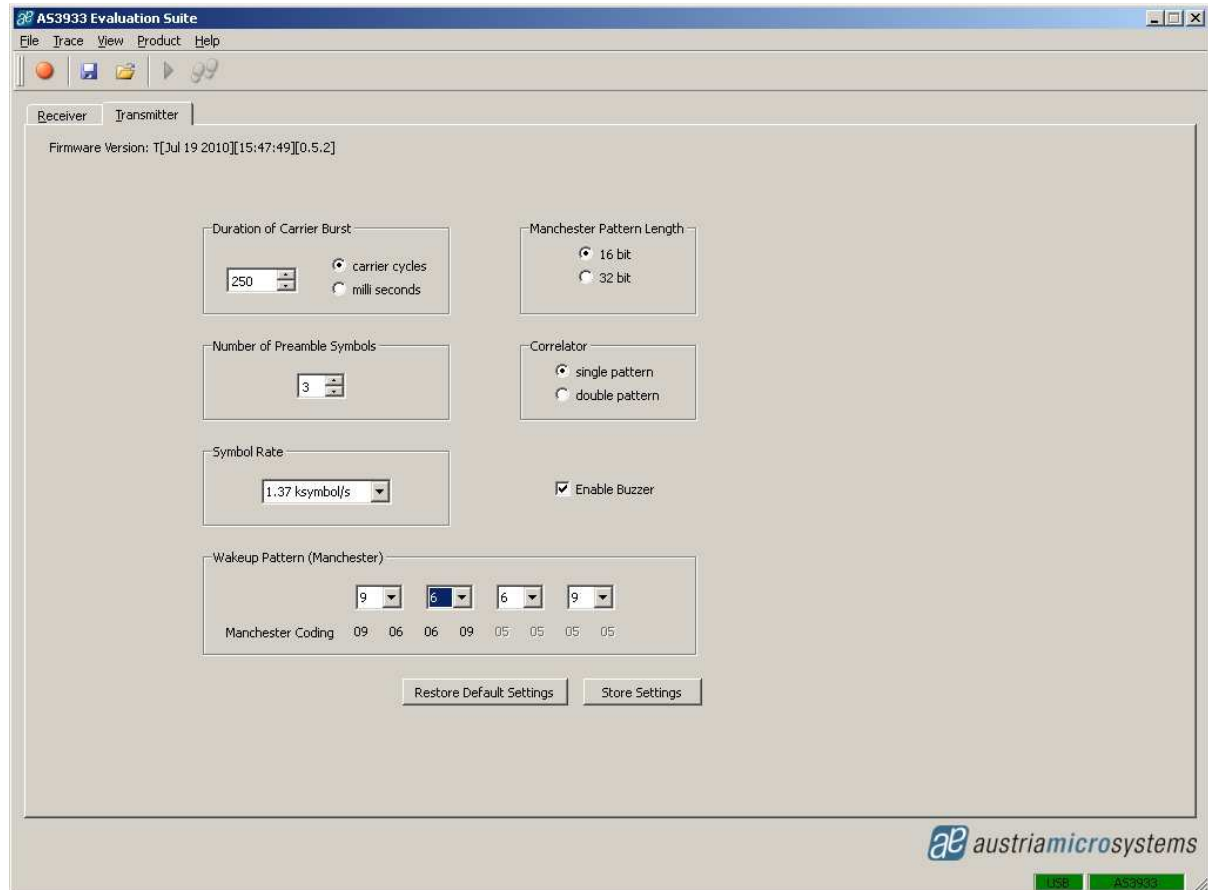 AS3933 Evaluation Suite
File Trace View Product Help
Receiver Transmitter
Firmware Version: T[Jul 19 2010][15:47:49][0.5.2]
Duration of Carrier Burst
250
carrier cycles
milli seconds
Manchester Pattern Length
16 bit
32 bit
Number of Preamble Symbols
3
Correlator
single pattern
double pattern
Symbol Rate
1.37 ksymbol/s
Enable Buzzer
Wakeup Pattern (Manchester)
9 6 6 9
Manchester Coding 09 06 06 09 05 05 05 05
Restore Default Settings Store Settings
ae austriamicrosystems
USB AS3933